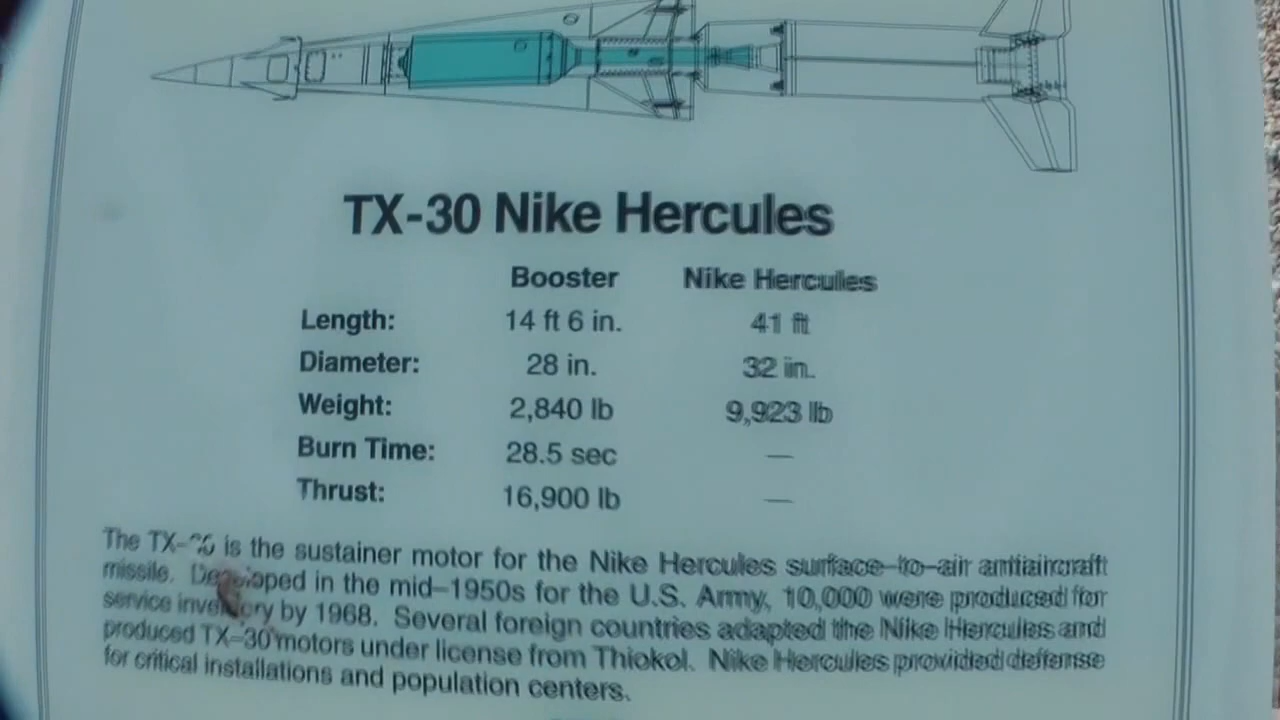 TX-30 Nike Hercules
Booster Nike Hercules
Length: 14 ft 6 in. 41 ft
Diameter: 28 in. 32 in.
Weight: 2,840 lb 9,923 lb
Burn Time: 28.5 sec —
Thrust: 16,900 lb —
The is the sustainer motor for the Nike Hercules surface-to-air antiaircraft
missile. Developed in the mid-1950s for the U.S. Army, 10,000 were produced for
service inventory by 1968. Several foreign countries adapted the Nike Hercules and
produced TX-30 motors under license from Thiokol. Nike Hercules provided defense
for critical installations and population centers.